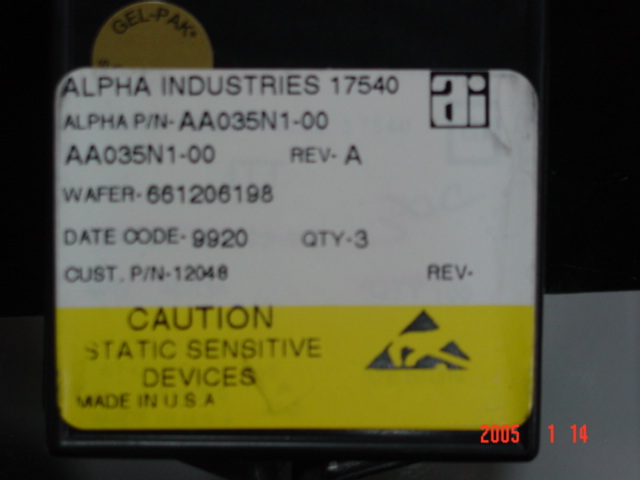 GEL-PAK
ALPHA INDUSTRIES 17540
ai
ALPHA P/N- AA035N1-00
AA035N1-00 REV- A
WAFER- 661206198
DATE CODE- 9920 QTY-3
CUST. P/N-12048 REV-
CAUTION
STATIC SENSITIVE
DEVICES
MADE IN U.S.A
2005 1 14